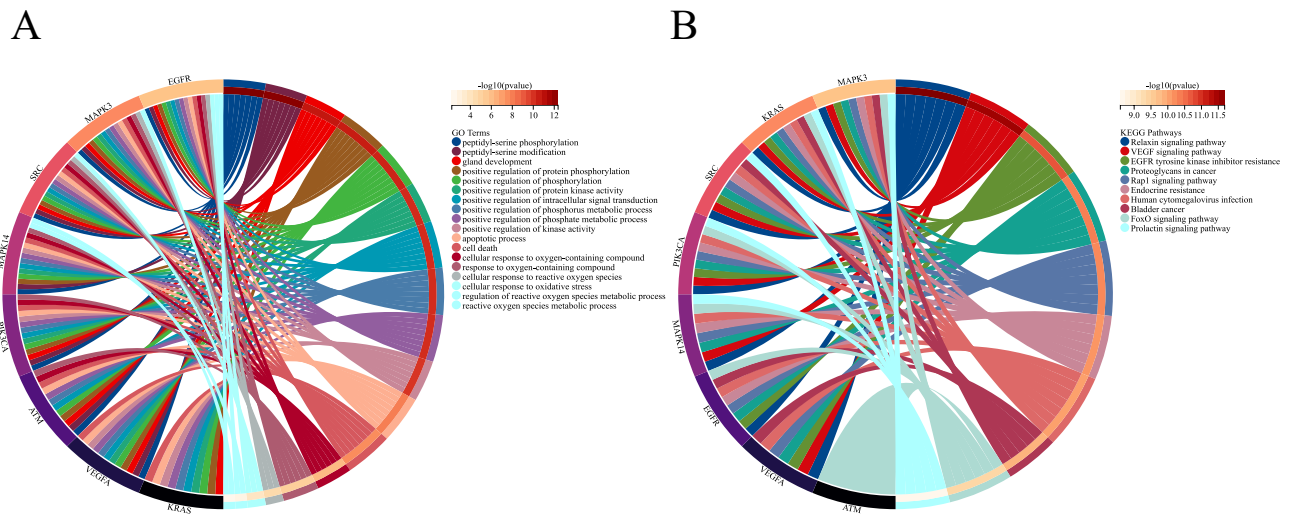 A
B
EGFR
MAPK3
SRC
MAPK14
PIK3CA
ATM
VEGFA
KRAS
-log10(pvalue)
4 6 8 10 12
GO Terms
peptidyl-serine phosphorylation
peptidyl-serine modification
gland development
positive regulation of protein phosphorylation
positive regulation of phosphorylation
positive regulation of protein kinase activity
positive regulation of intracellular signal transduction
positive regulation of phosphorus metabolic process
positive regulation of phosphate metabolic process
positive regulation of kinase activity
apoptotic process
cell death
cellular response to oxygen-containing compound
response to oxygen-containing compound
cellular response to reactive oxygen species
cellular response to oxidative stress
regulation of reactive oxygen species metabolic process
reactive oxygen species metabolic process
MAPK3
KRAS
SRC
PIK3CA
MAPK14
EGFR
VEGFA
ATM
-log10(pvalue)
9.0 9.5 10.0 10.5 11.0 11.5
KEGG Pathways
Relaxin signaling pathway
VEGF signaling pathway
EGFR tyrosine kinase inhibitor resistance
Proteoglycans in cancer
Rap1 signaling pathway
Endocrine resistance
Human cytomegalovirus infection
Bladder cancer
FoxO signaling pathway
Prolactin signaling pathway